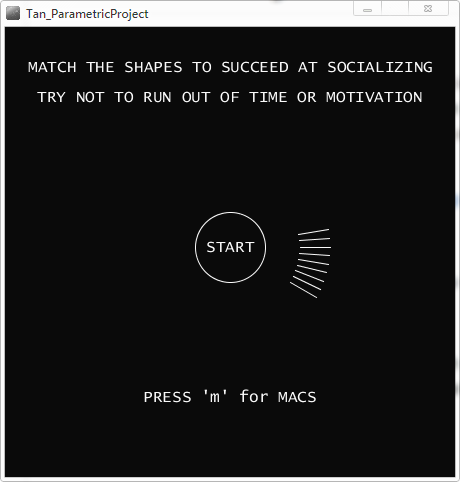 Tan_ParametricProject
MATCH THE SHAPES TO SUCCEED AT SOCIALIZING
TRY NOT TO RUN OUT OF TIME OR MOTIVATION
START
PRESS 'm' for MACS